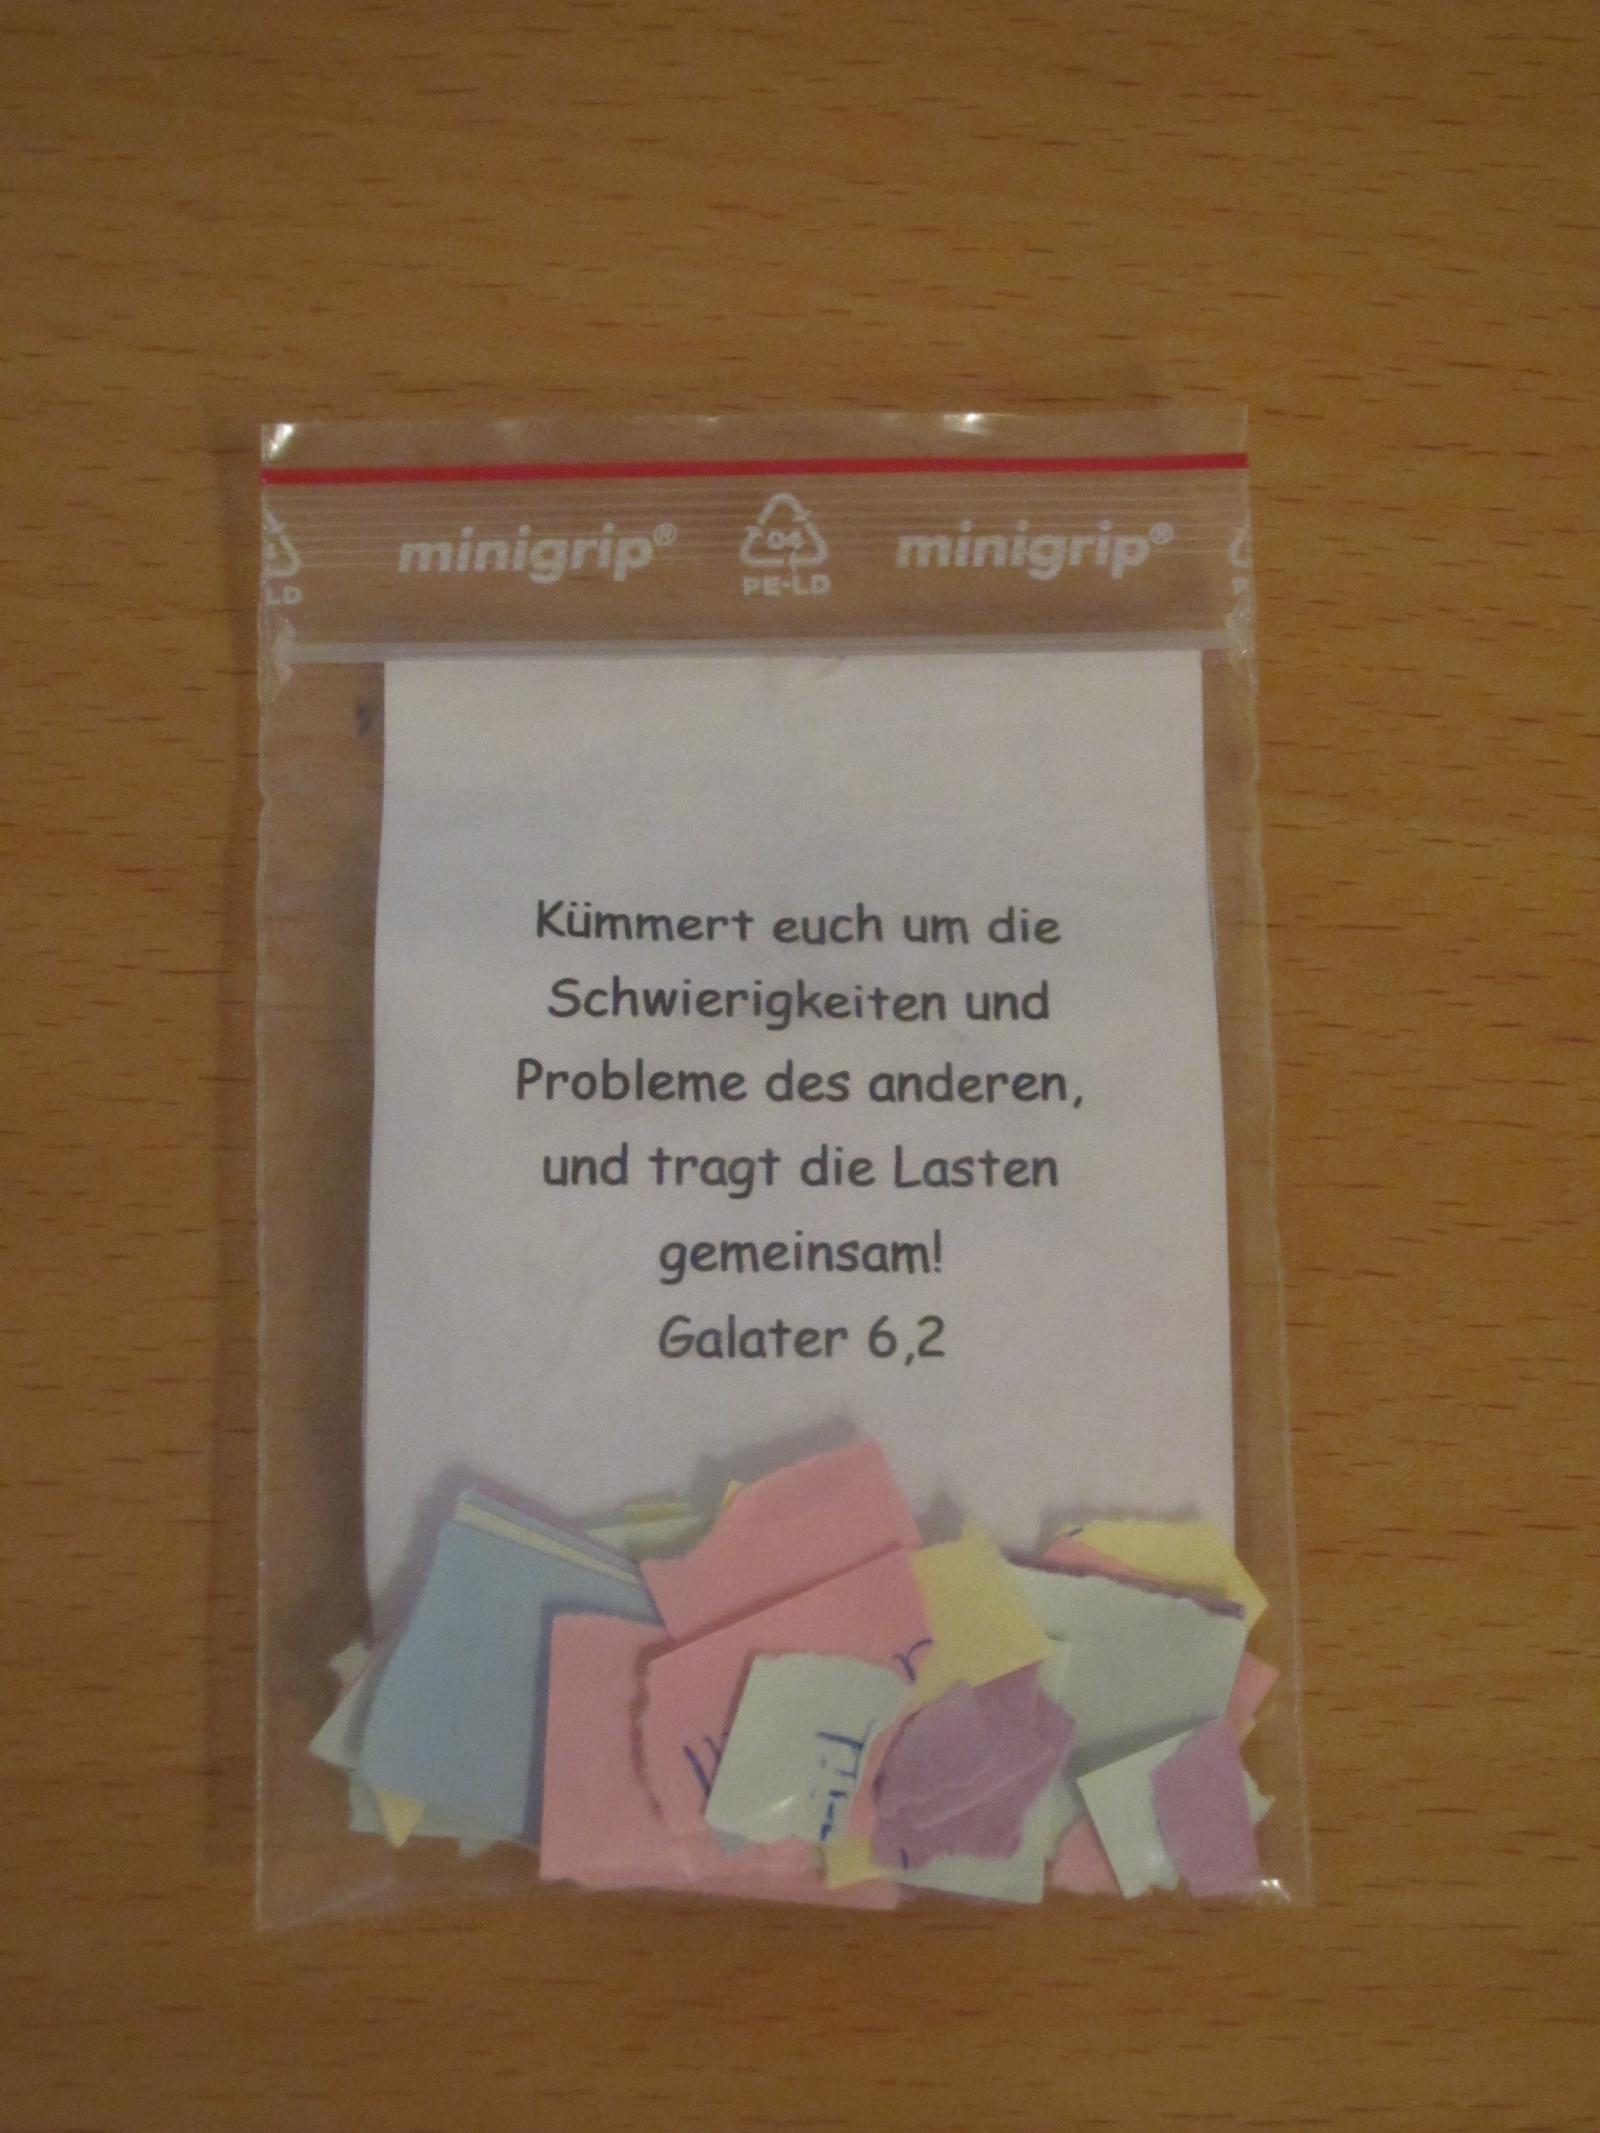 minigrip® 04 minigrip®
LD PE-LD
Kümmert euch um die
Schwierigkeiten und
Probleme des anderen,
und tragt die Lasten
gemeinsam!
Galater 6,2